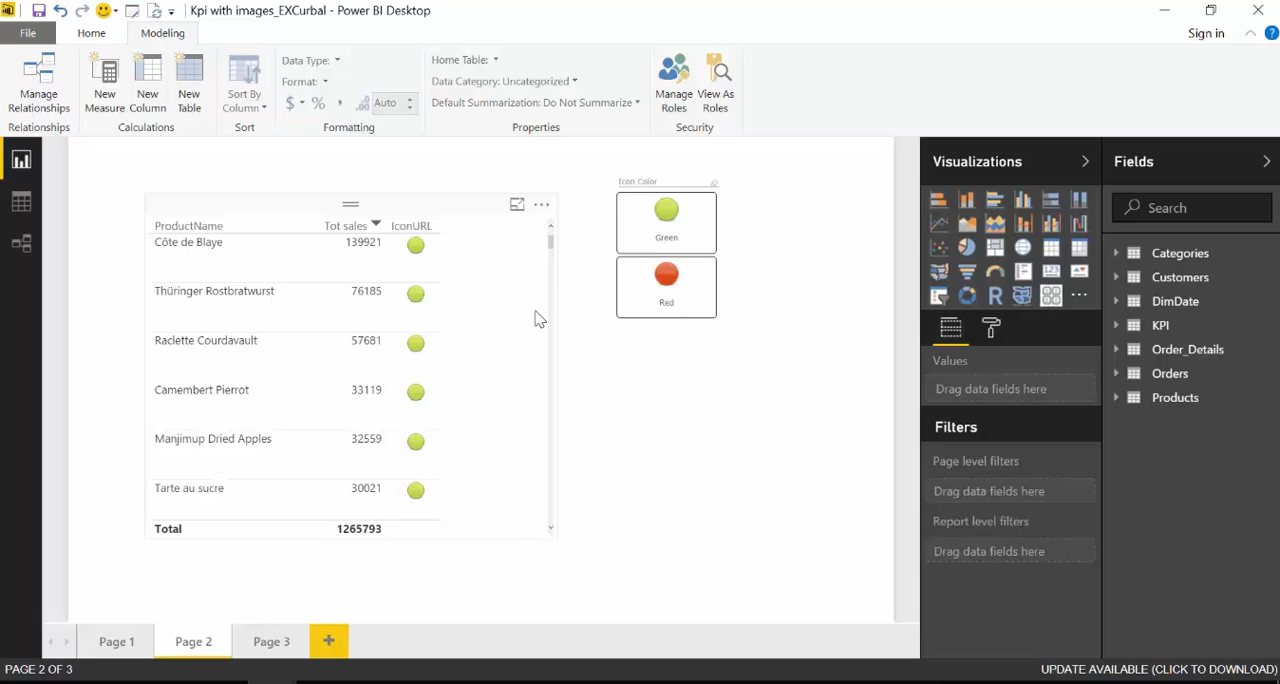 Kpi with images_EXCurbal - Power BI Desktop
File
Home
Modeling
Sign in
Manage
Relationships
Relationships
New
Measure
New
Column
New
Table
Calculations
Sort By
Column
Sort
Data Type:
Format:
$ % , Auto
Formatting
Home Table:
Data Category: Uncategorized
Default Summarization: Do Not Summarize
Properties
Manage
Roles
View As
Roles
Security
ProductName Tot sales IconURL
Côte de Blaye 139921
Thüringer Rostbratwurst 76185
Raclette Courdavault 57681
Camembert Pierrot 33119
Manjimup Dried Apples 32559
Tarte au sucre 30021
Total 1265793
Icon Color
Green
Red
Visualizations
R
123
Values
Drag data fields here
Filters
Page level filters
Drag data fields here
Report level filters
Drag data fields here
Fields
Search
Categories
Customers
DimDate
KPI
Order_Details
Orders
Products
Page 1
Page 2
Page 3
+
PAGE 2 OF 3
UPDATE AVAILABLE (CLICK TO DOWNLOAD)